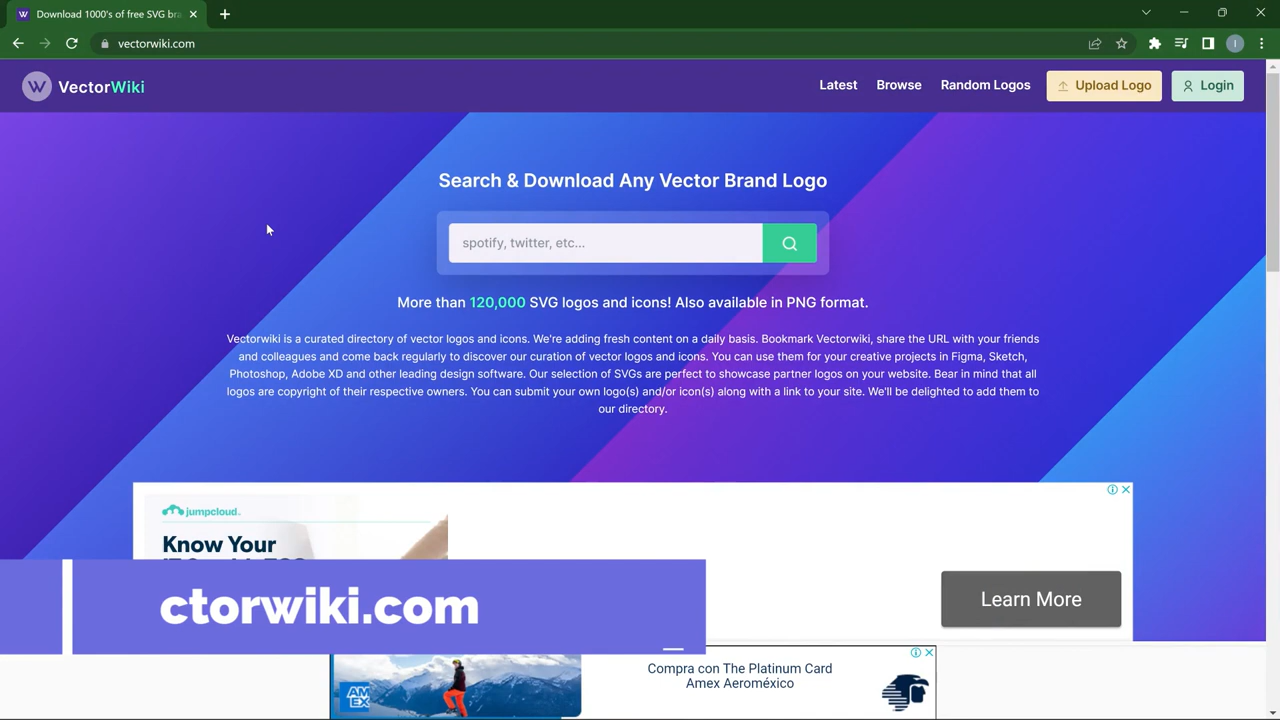 Download 1000's of free SVG bra
vectorwiki.com
VectorWiki
Latest
Browse
Random Logos
Upload Logo
Login
Search & Download Any Vector Brand Logo
spotify, twitter, etc...
More than 120,000 SVG logos and icons! Also available in PNG format.
Vectorwiki is a curated directory of vector logos and icons. We're adding fresh content on a daily basis. Bookmark Vectorwiki, share the URL with your friends
and colleagues and come back regularly to discover our curation of vector logos and icons. You can use them for your creative projects in Figma, Sketch,
Photoshop, Adobe XD and other leading design software. Our selection of SVGs are perfect to showcase partner logos on your website. Bear in mind that all
logos are copyright of their respective owners. You can submit your own logo(s) and/or icon(s) along with a link to your site. We'll be delighted to add them to
our directory.
jumpcloud
Know Your
Learn More
ctorwiki.com
AM
EX
Compra con The Platinum Card
Amex Aeroméxico